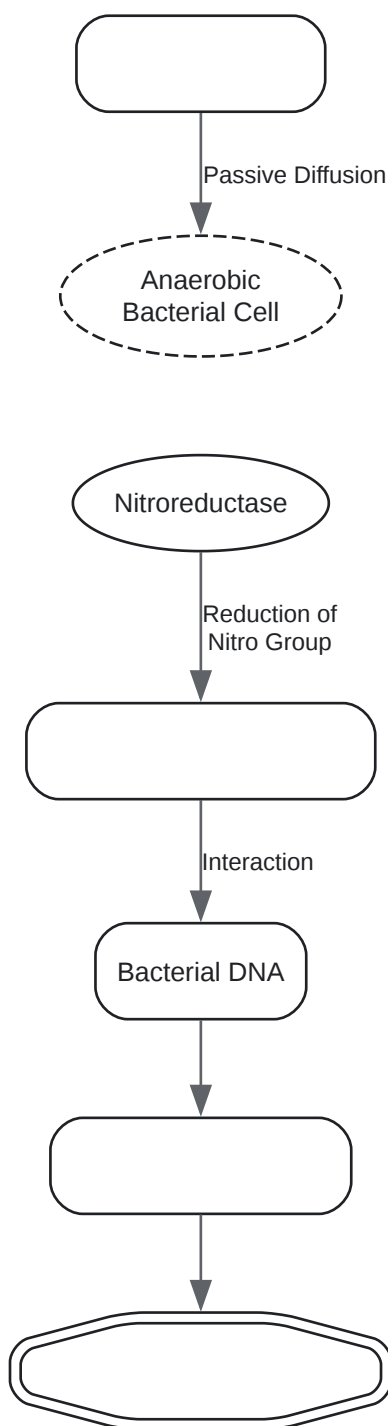 Passive Diffusion
Anaerobic
Bacterial Cell
Nitroreductase
Reduction of
Nitro Group
Interaction
Bacterial DNA